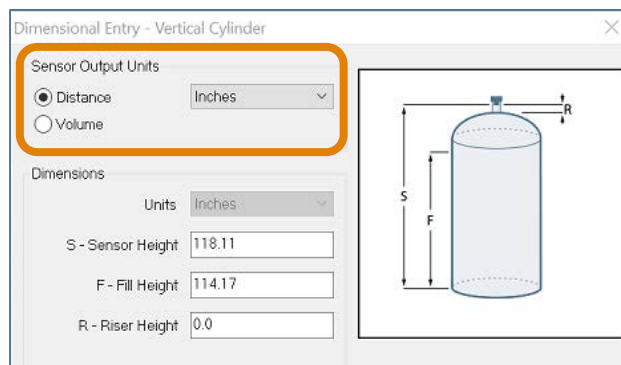 Dimensional Entry - Vertical Cylinder
Sensor Output Units
Distance
Inches
Volume
Dimensions
Units
Inches
S - Sensor Height
118.11
F - Fill Height
114.17
R - Riser Height
0.0
R
S
F